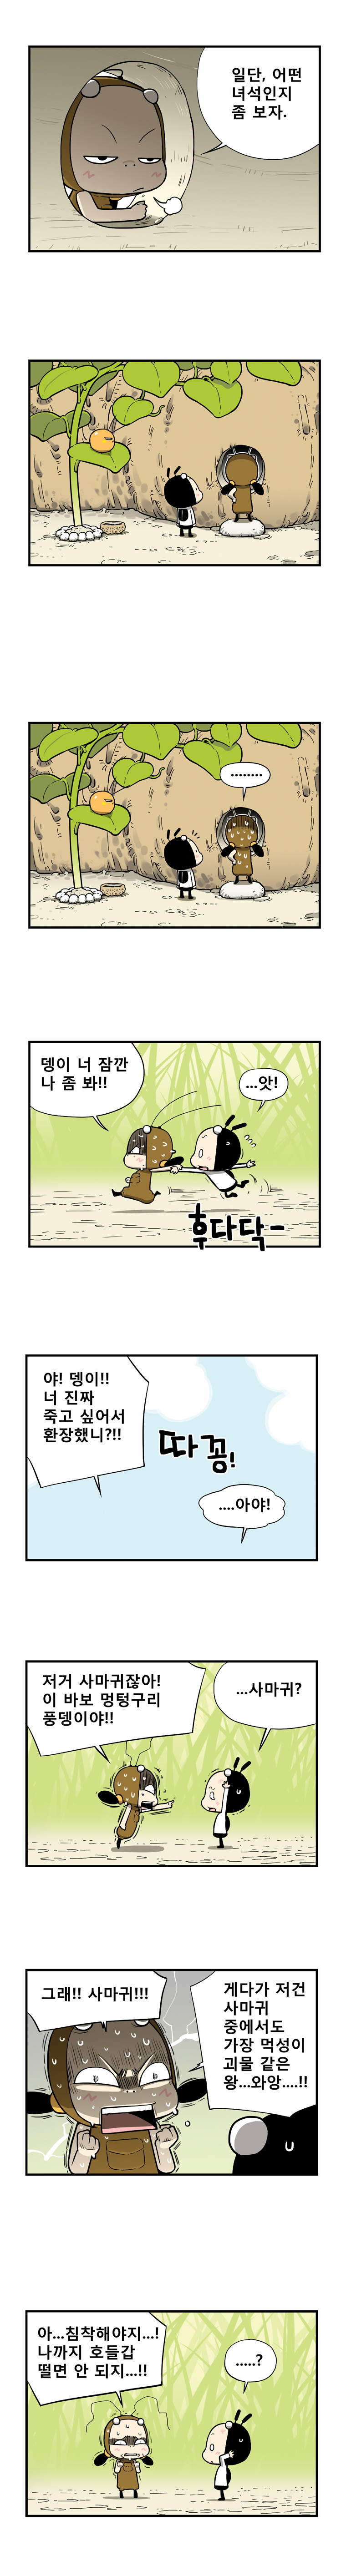 일단, 어떤
녀석인지
좀 보자.
........
뎅이 너 잠깐
나 좀 봐!!
...앗!
후다닥-
야! 뎅이!!
너 진짜
죽고 싶어서
환장했니?!!
따꼼!
....아야!
저거 사마귀잖아!
이 바보 멍텅구리
풍뎅이야!!
...사마귀?
그래!! 사마귀!!!
게다가 저건
사마귀
중에서도
가장 먹성이
괴물 같은
왕...와앙....!!
아...침착해야지...!
나까지 호들갑
떨면 안 되지...!!
.....?